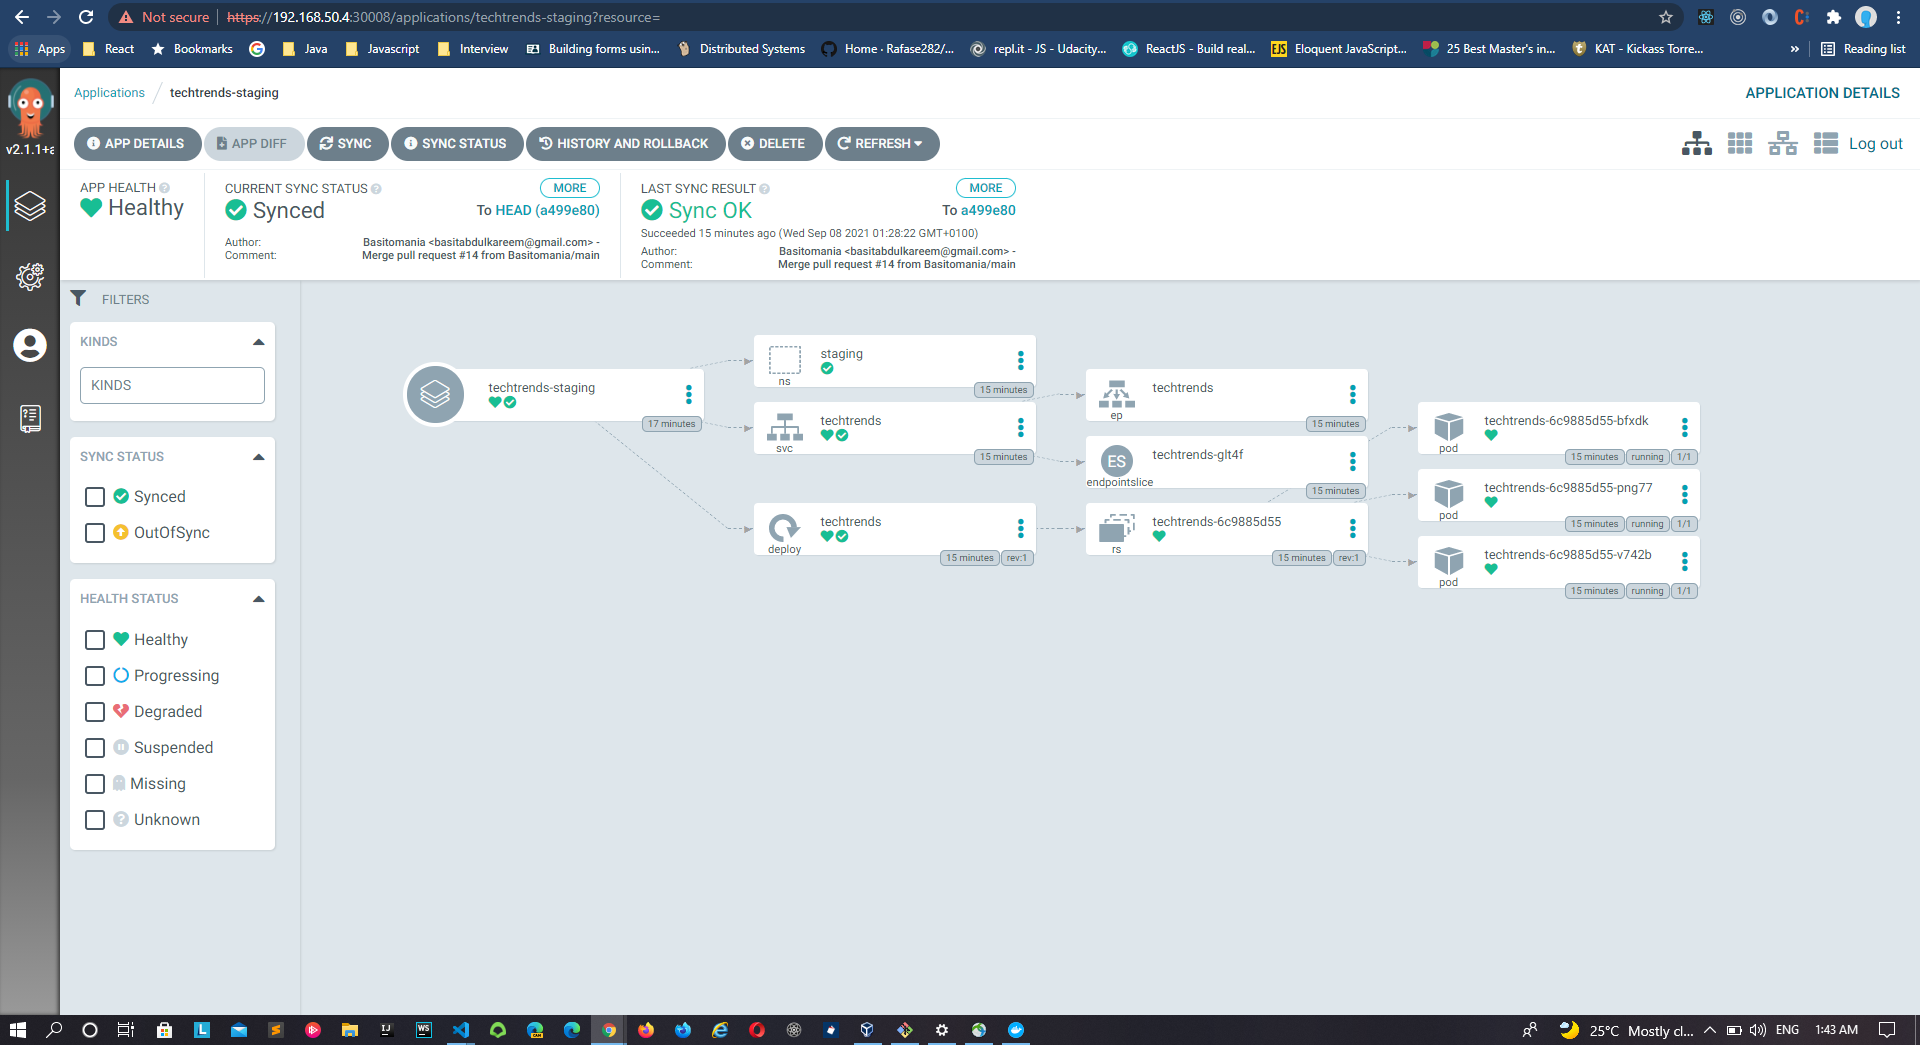 Not secure
https://192.168.50.4:30008/applications/techtrends-staging?resource=
Apps React Bookmarks Java Javascript Interview Building forms usin... Distributed Systems Home · Rafase282/... repl.it - JS - Udacity... ReactJS - Build real... EJS Eloquent JavaScript... 25 Best Master's in... KAT - Kickass Torre... » Reading list
v2.1.1+a
Applications / techtrends-staging
APPLICATION DETAILS
APP DETAILS APP DIFF SYNC SYNC STATUS HISTORY AND ROLLBACK DELETE REFRESH
Log out
APP HEALTH
Healthy
CURRENT SYNC STATUS MORE
Synced To HEAD (a499e80)
Author: Basitomania <basitabdulkareem@gmail.com> -
Comment: Merge pull request #14 from Basitomania/main
LAST SYNC RESULT MORE
Sync OK To a499e80
Succeeded 15 minutes ago (Wed Sep 08 2021 01:28:22 GMT+0100)
Author: Basitomania <basitabdulkareem@gmail.com> -
Comment: Merge pull request #14 from Basitomania/main
FILTERS
KINDS
KINDS
SYNC STATUS
Synced
OutOfSync
HEALTH STATUS
Healthy
Progressing
Degraded
Suspended
Missing
Unknown
techtrends-staging
17 minutes
staging
ns
15 minutes
techtrends
svc
15 minutes
techtrends
deploy
15 minutes rev:1
techtrends
ep
15 minutes
ES
techtrends-glt4f
endpointslice
15 minutes
techtrends-6c9885d55
rs
15 minutes rev:1
techtrends-6c9885d55-bfxdk
pod
15 minutes running 1/1
techtrends-6c9885d55-png77
pod
15 minutes running 1/1
techtrends-6c9885d55-v742b
pod
15 minutes running 1/1
25°C Mostly cl... ENG 1:43 AM